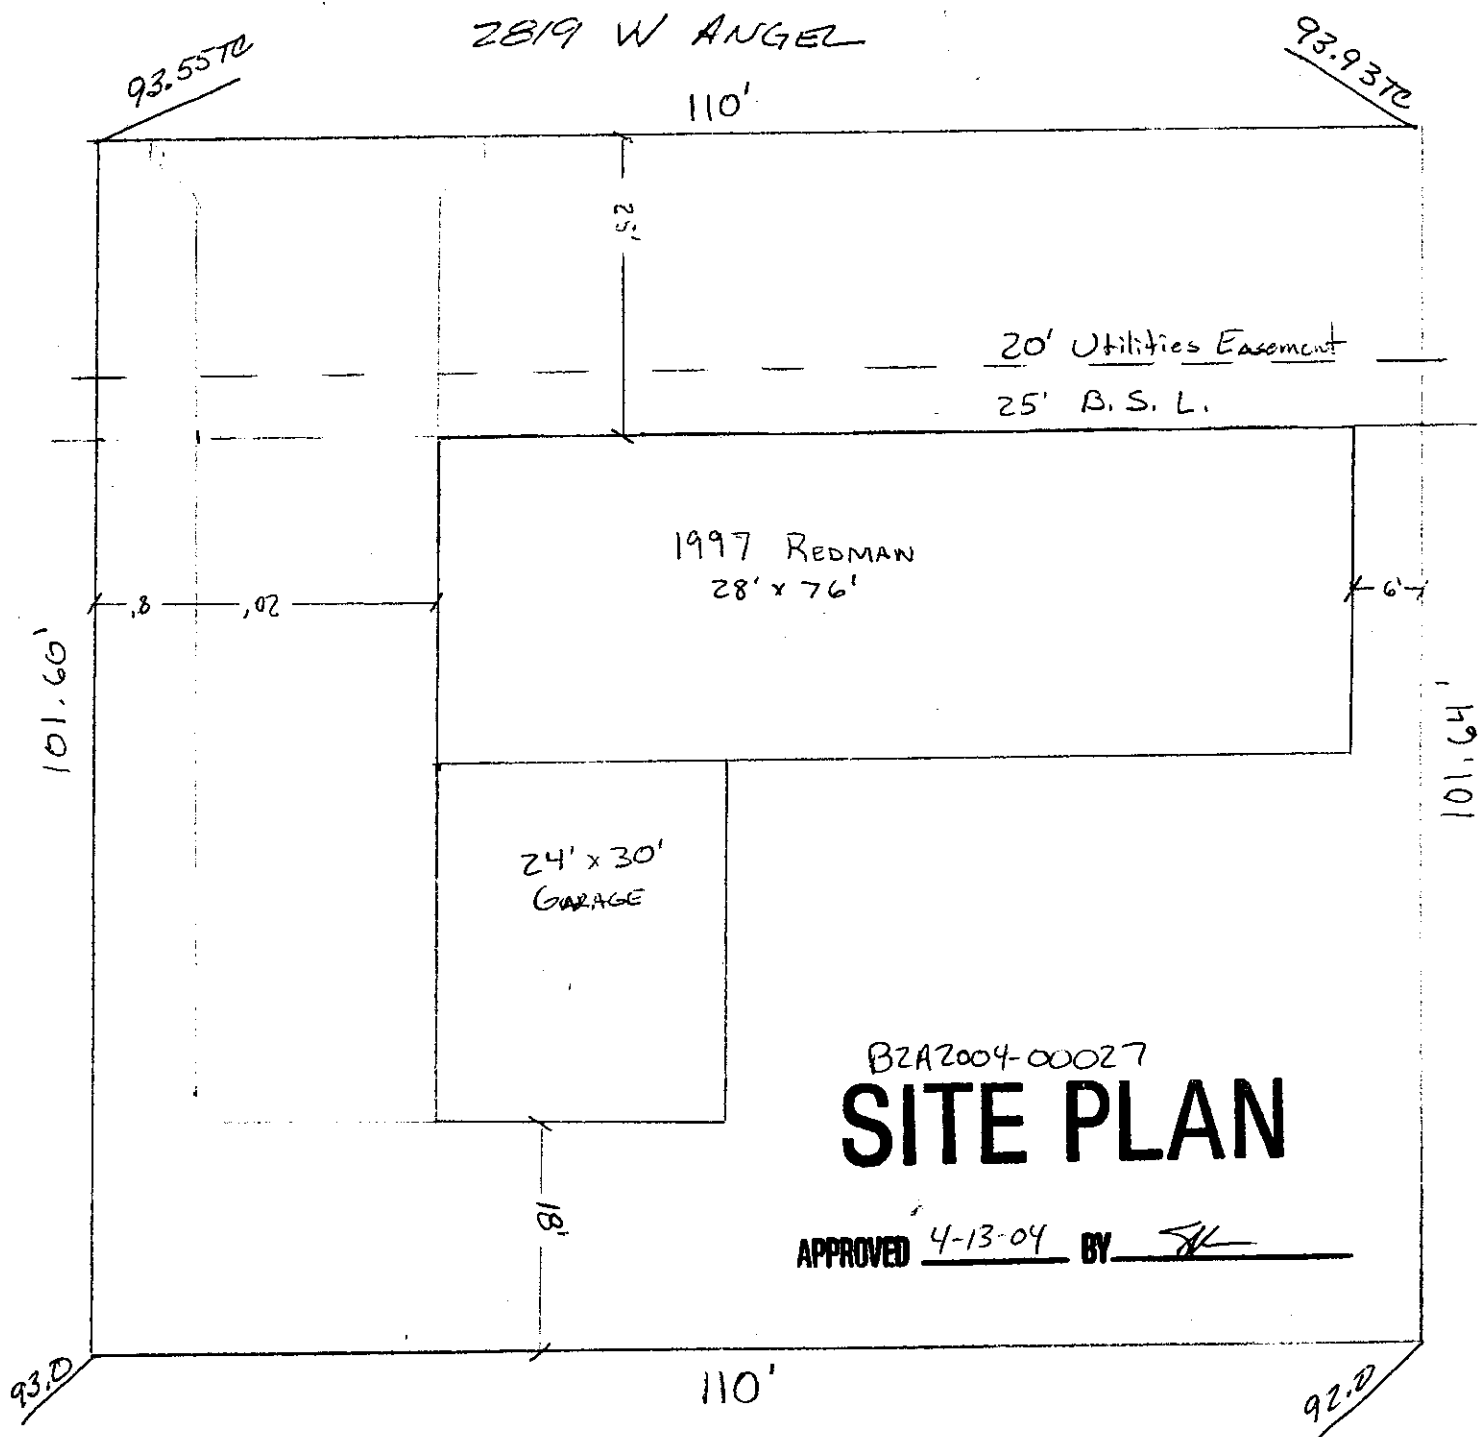 2819 W ANGEL
93.55TC
93.93TC
110'
25'
20' Utilities Easement
25' B.S.L.
1997 REDMAN
28' x 76'
8'
20'
6'
101.60'
101.64'
24' x 30'
GARAGE
BZA2004-00027
SITE PLAN
18'
APPROVED 4-13-04 BY
93.0
110'
92.0